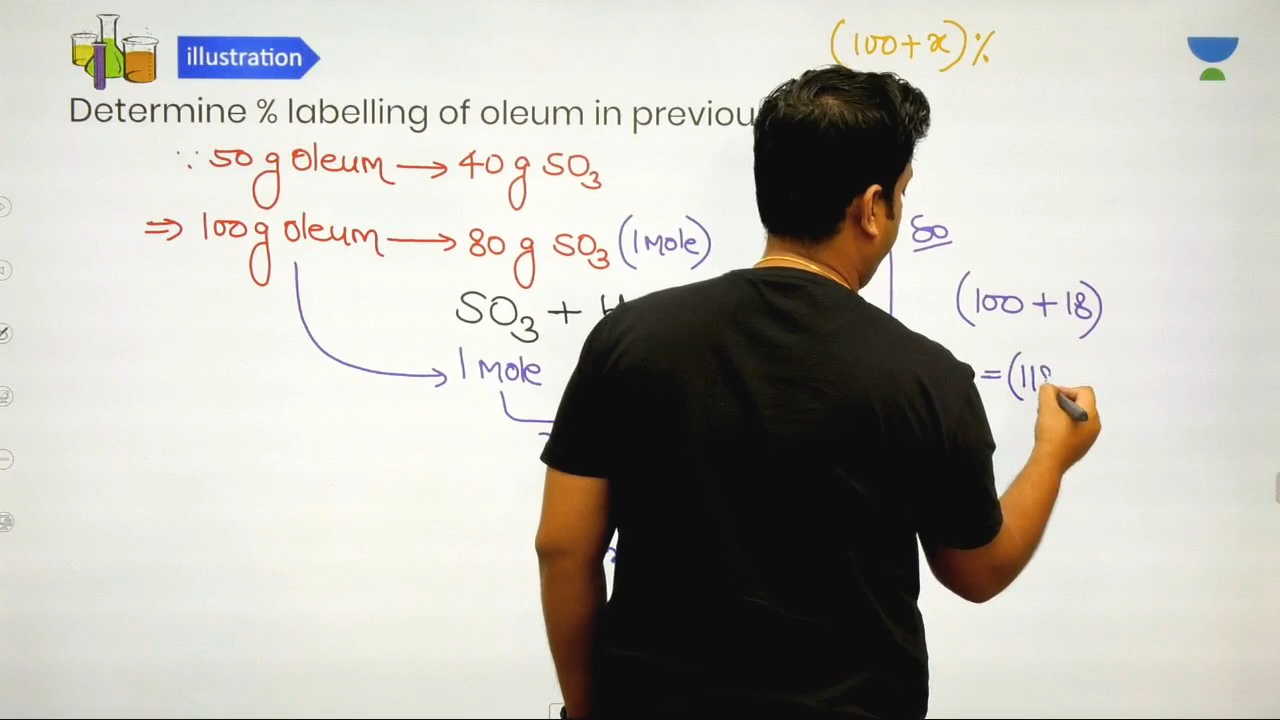 (100+x)%
illustration
Determine % labelling of oleum in previou
∵ 50 g oleum → 40 g SO₃
⇒ 100 g oleum → 80 g SO₃ (1 Mole)
SO₃ + H
1 Mole
80
(100 + 18)
= (118